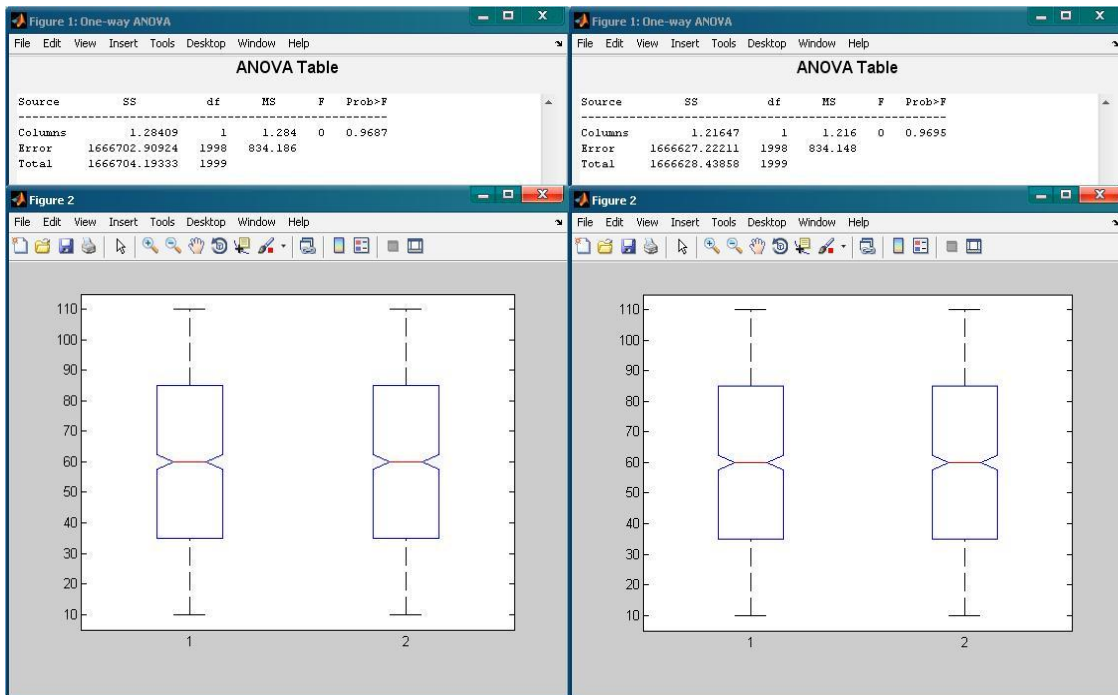 Figure 1: One-way ANOVA
File Edit View Insert Tools Desktop Window Help
ANOVA Table
Source SS df MS F Prob>F
Columns 1.28409 1 1.284 0 0.9687
Error 1666702.90924 1998 834.186
Total 1666704.19333 1999
Figure 2
File Edit View Insert Tools Desktop Window Help
110
100
90
80
70
60
50
40
30
20
10
1 2
Figure 1: One-way ANOVA
File Edit View Insert Tools Desktop Window Help
ANOVA Table
Source SS df MS F Prob>F
Columns 1.21647 1 1.216 0 0.9695
Error 1666627.22211 1998 834.148
Total 1666628.43858 1999
Figure 2
File Edit View Insert Tools Desktop Window Help
110
100
90
80
70
60
50
40
30
20
10
1 2